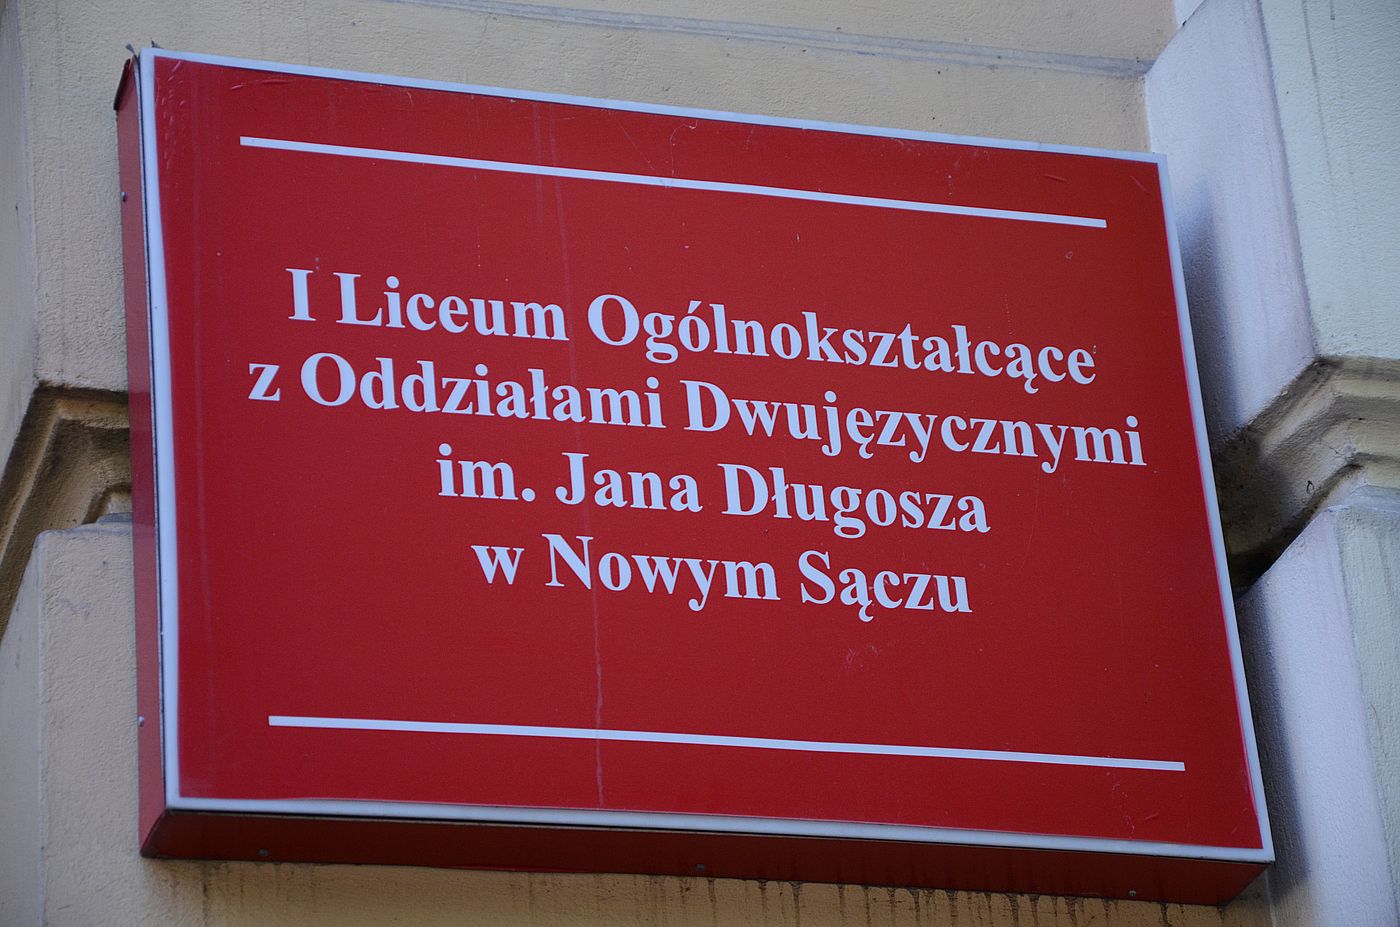 I Liceum Ogólnokształcące
z Oddziałami Dwujęzycznymi
im. Jana Długosza
w Nowym Sączu